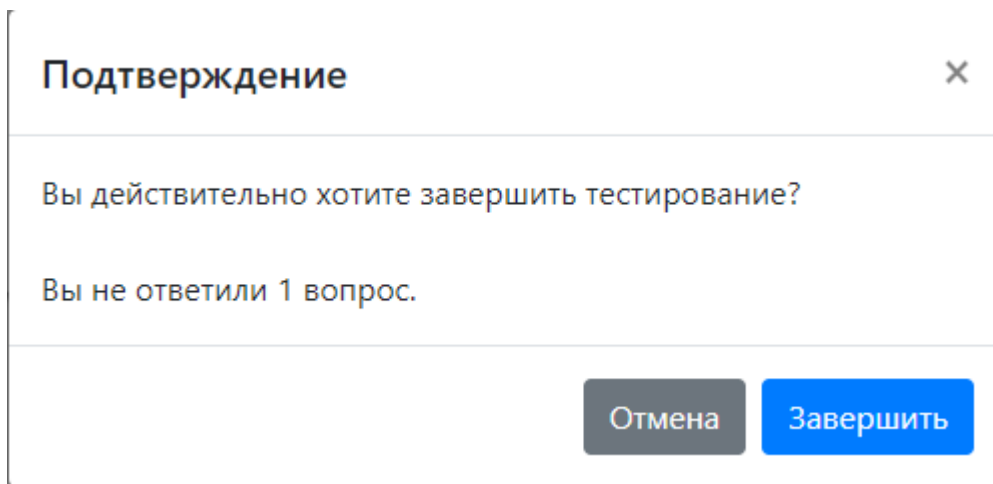 Подтверждение
×
Вы действительно хотите завершить тестирование?
Вы не ответили 1 вопрос.
Отмена
Завершить